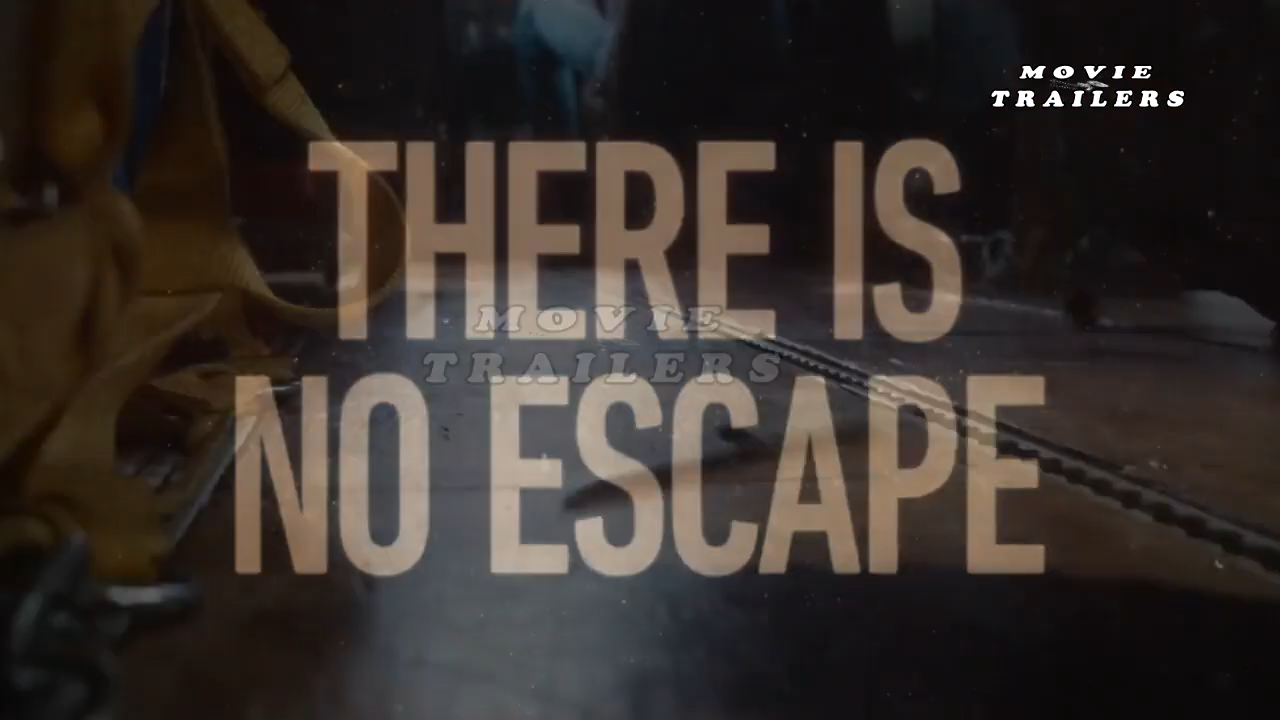 MOVIE
TRAILERS
THERE IS
MOVIE
TRAILERS
NO ESCAPE